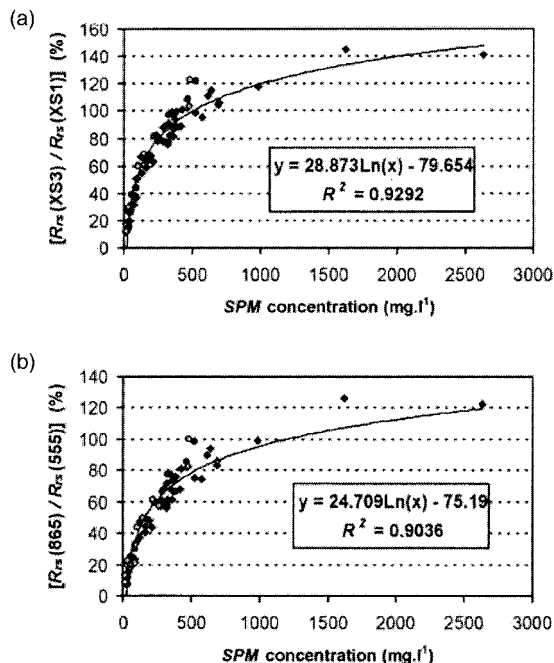 (a)
[Rrs (XS3) / Rrs (XS1)] (%)
160
140
120
100
80
60
40
20
0
y = 28.873Ln(x) - 79.654
R² = 0.9292
0 500 1000 1500 2000 2500 3000
SPM concentration (mg.l¹)
(b)
[Rrs (865) / Rrs (555)] (%)
140
120
100
80
60
40
20
0
y = 24.709Ln(x) - 75.19
R² = 0.9036
0 500 1000 1500 2000 2500 3000
SPM concentration (mg.l¹)